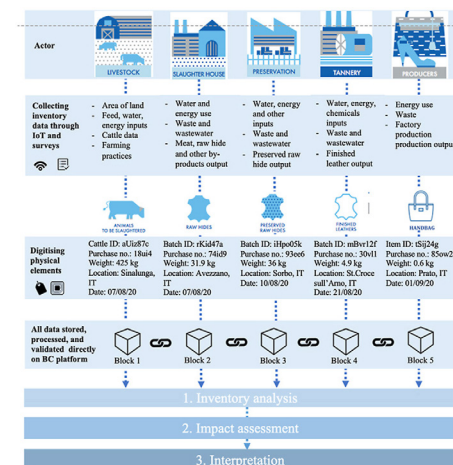 Actor
LIVESTOCK
SLAUGHTER HOUSE
PRESERVATION
TANNERY
PRODUCERS
Collecting
inventory
data through
IoT and
surveys
- Area of land
- Feed, water,
energy inputs
- Cattle data
- Farming
practices
- Water and
energy use
- Waste and
wastewater
- Meat, raw hide
and other by-
products output
- Water, energy
and other
inputs
- Waste and
wastewater
- Preserved raw
hide output
- Water, energy,
chemicals
inputs
- Waste and
wastewater
- Finished
leather output
- Energy use
- Waste
- Factory
production
production outpu
ANIMALS
TO BE SLAUGHTERED
RAW HIDES
PRESERVED
RAW HIDES
FINISHED
LEATHERS
HANDBAG
Digitising
physical
elements
Cattle ID: aUiz87c
Purchase no.: 18ui4
Weight: 425 kg
Location: Sinalunga,
IT
Date: 07/08/20
Batch ID: rKid47a
Purchase no.: 74id9
Weight: 31.9 kg
Location: Avezzano,
IT
Date: 07/08/20
Batch ID: iHpo05k
Purchase no.: 93ee6
Weight: 36 kg
Location: Sorbo, IT
Date: 10/08/20
Batch ID: mBvr12f
Purchase no.: 30vl1
Weight: 4.9 kg
Location: St.Croce
sull'Arno, IT
Date: 21/08/20
Item ID: tSij24g
Purchase no.: 85ow2
Weight: 0.6 kg
Location: Prato, IT
Date: 01/09/20
All data stored,
processed, and
validated directly
on BC platform
Block 1
Block 2
Block 3
Block 4
Block 5
1. Inventory analysis
2. Impact assessment
3. Interpretation